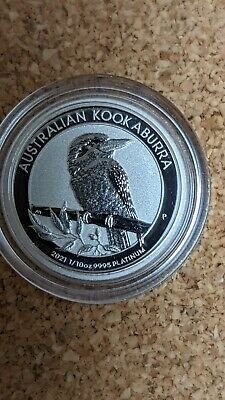 AUSTRALIAN KOOKABURRA
P
2021 1/10oz 9995 PLATINUM